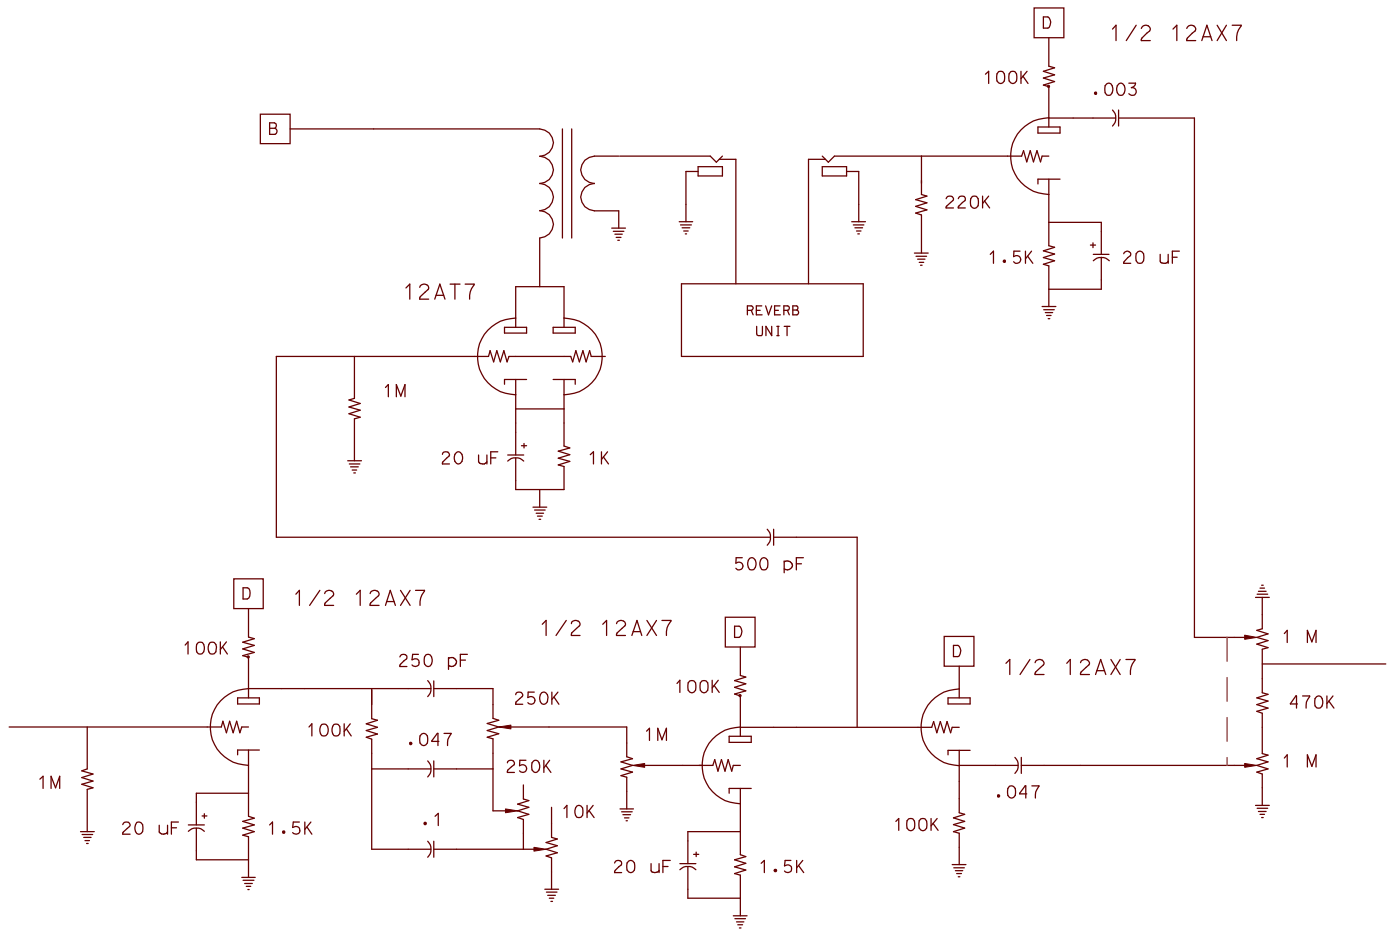 D
1/2 12AX7
100K
.003
B
220K
1.5K
20 uF
12AT7
REVERB
UNIT
1M
20 uF
1K
500 pF
D
1/2 12AX7
1/2 12AX7
D
D
1/2 12AX7
1 M
100K
250 pF
250K
100K
470K
100K
.047
1M
250K
1 M
1M
.047
20 uF
1.5K
.1
10K
100K
20 uF
1.5K